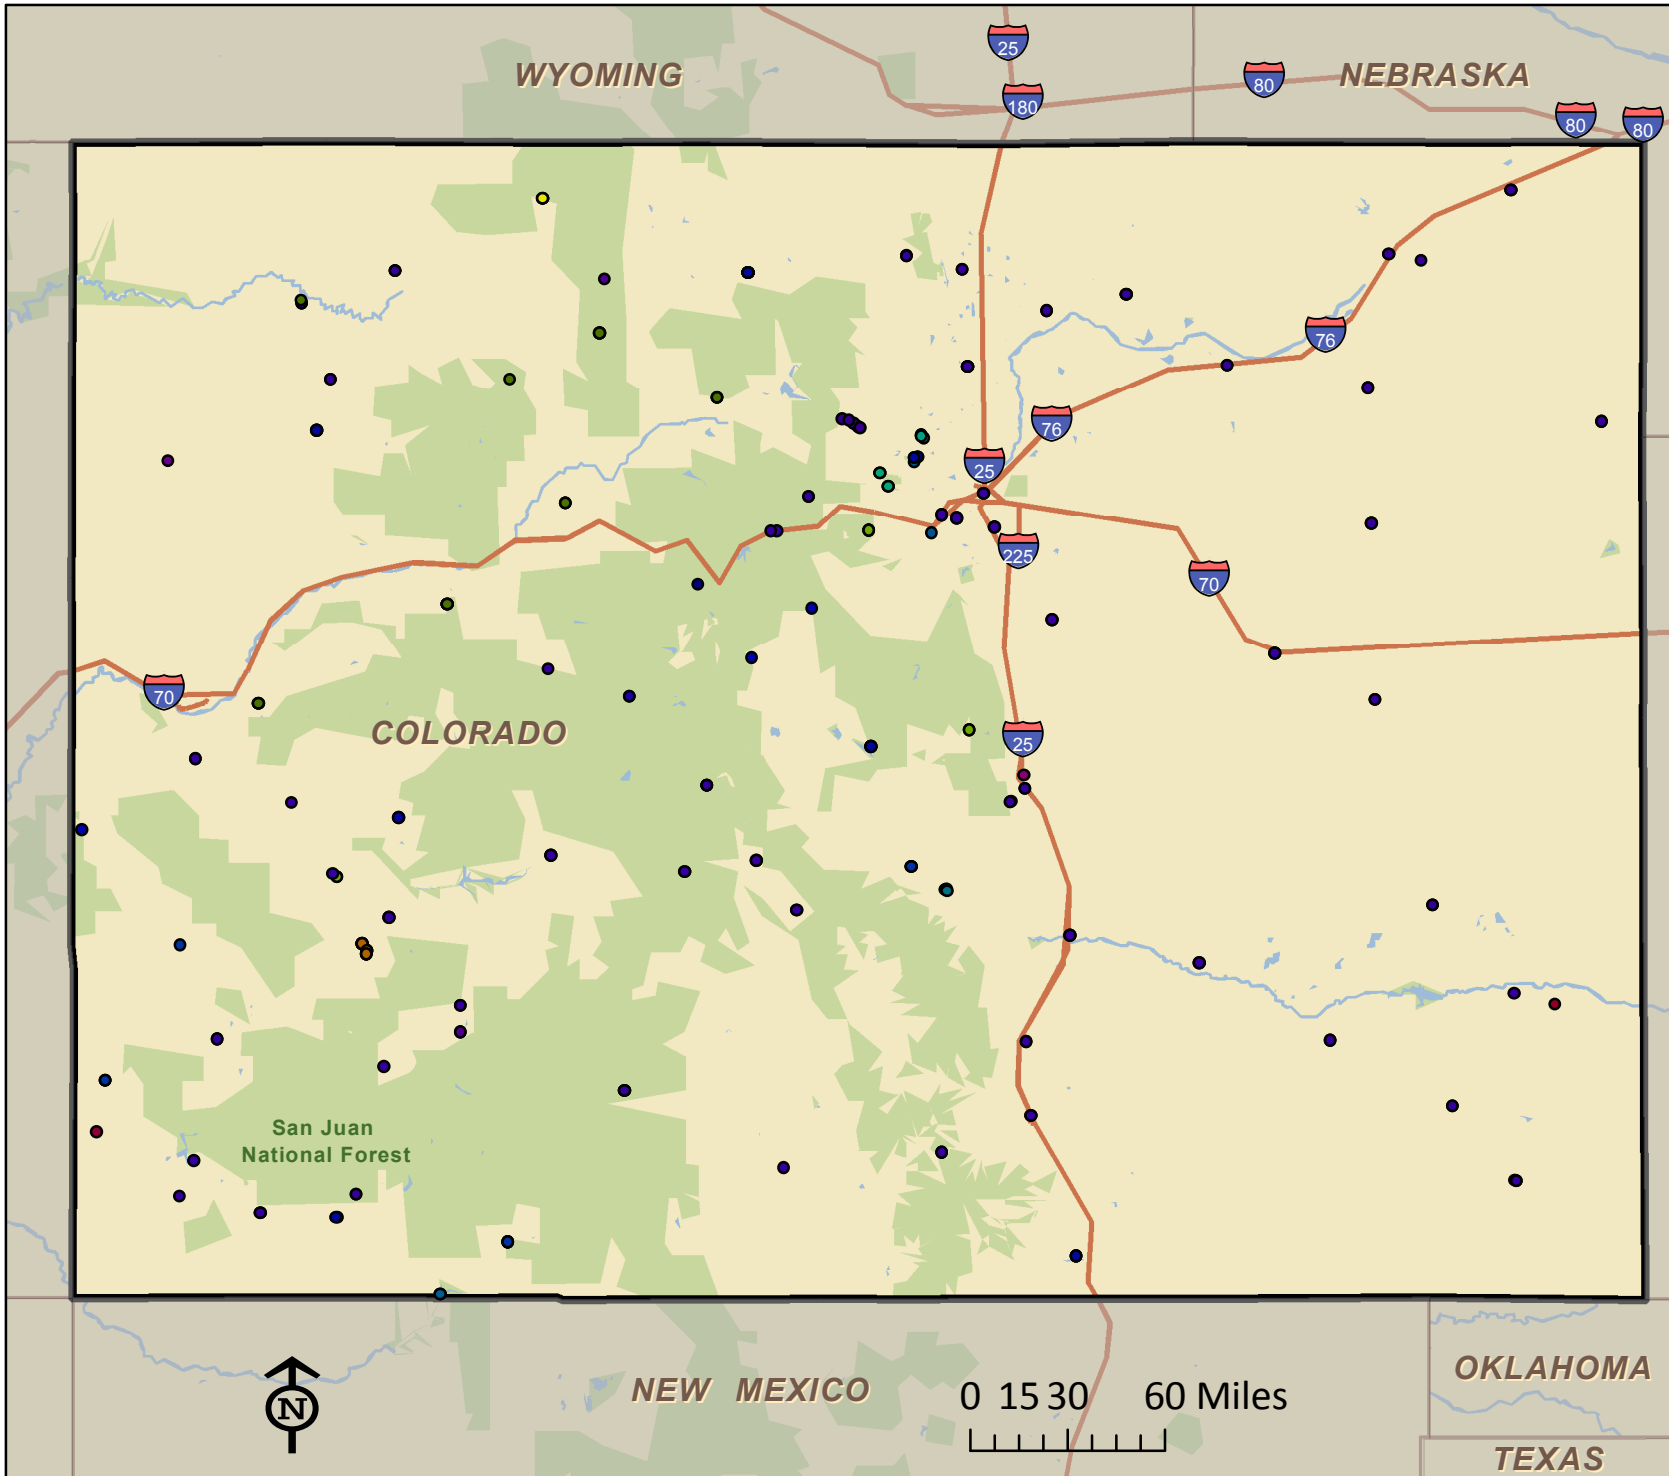 25
WYOMING
80
NEBRASKA
180
80
80
76
76
25
225
70
70
COLORADO
25
San Juan
National Forest
N
NEW MEXICO
0 15 30 60 Miles
OKLAHOMA
TEXAS